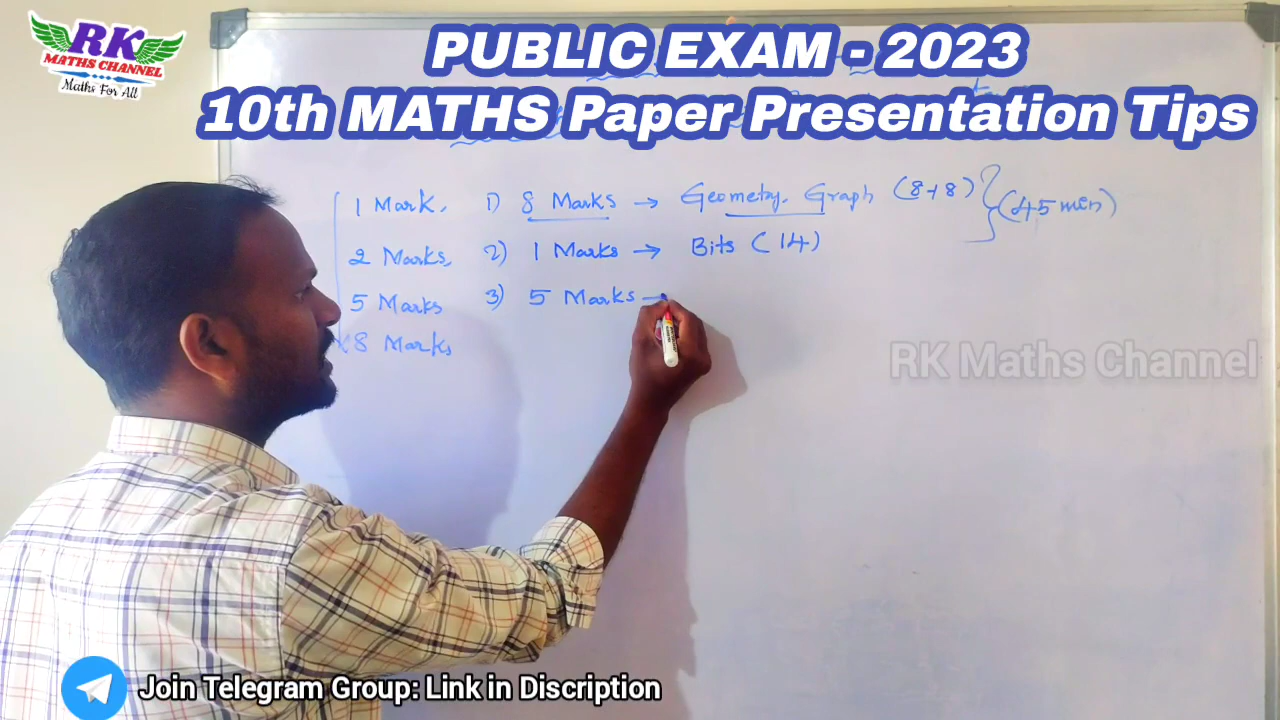 RK
MATHS CHANNEL
Maths For All
PUBLIC EXAM - 2023
10th MATHS Paper Presentation Tips
1 Mark. 1) 8 Marks → Geometry, Graph (8+8) } (45 min)
2 Marks, 2) 1 Marks → Bits (14)
5 Marks 3) 5 Marks →
8 Marks
RK Maths Channel
Join Telegram Group: Link in Discription